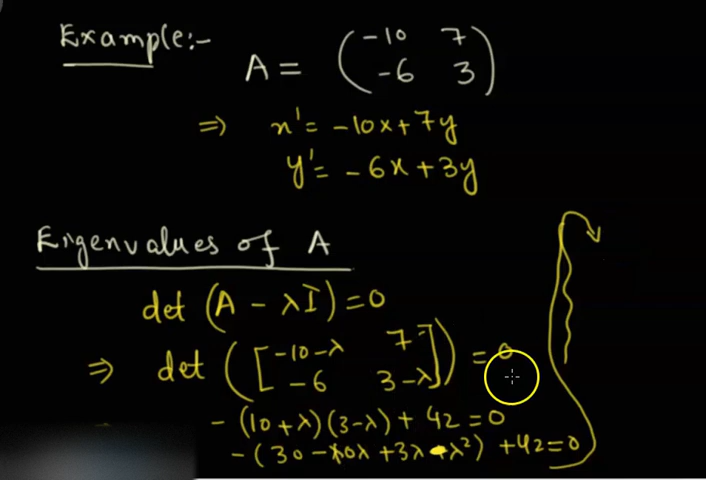 Example:-
A = (-10 7
-6 3)
⇒ x' = -10x + 7y
y' = -6x + 3y
Eigenvalues of A
det (A - λI) = 0
⇒ det ([-10-λ 7
-6 3-λ]) = 0
-(10+λ)(3-λ) + 42 = 0
-(30 - 10λ + 3λ - λ²) + 42 = 0